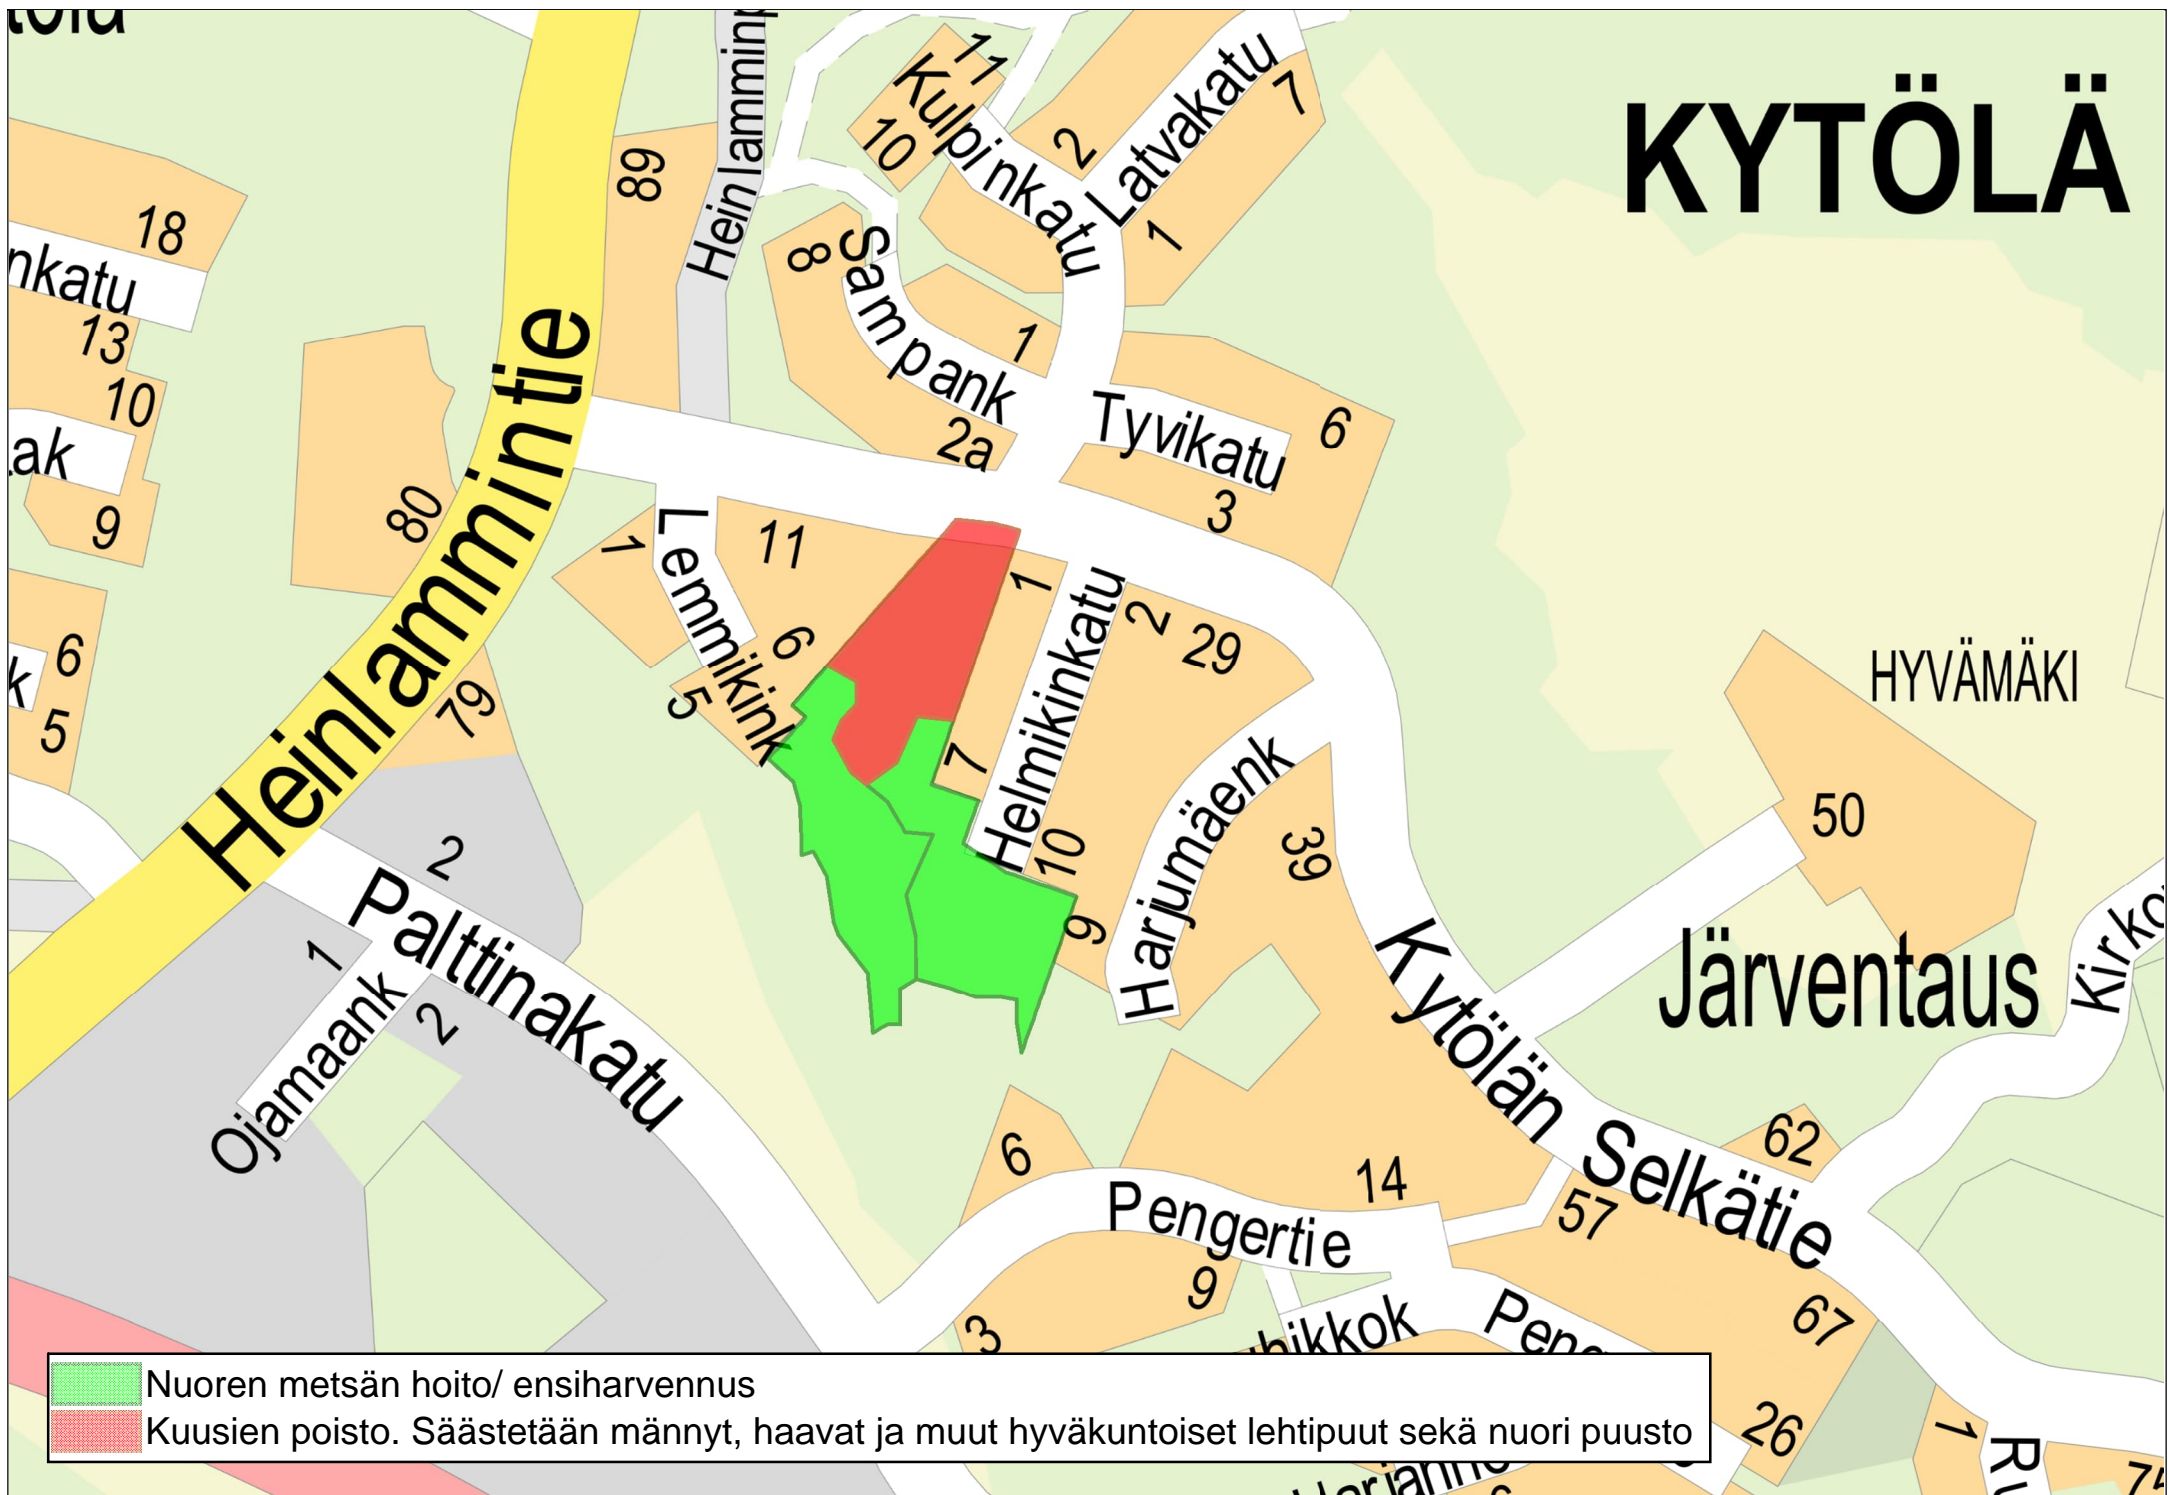 KYTÖLÄ
11
Kulpinkatu
10
2
Latvakatu
7
1
89
18
nkatu
13
10
9
8
Sampank
1
2a
Tyvikatu
6
3
Heinlammintie
80
79
1
Lemmikink
11
6
5
1
7
Helmikinkatu
2
29
10
9
Harjumäenk
39
HYVÄMÄKI
50
Järventaus
6
5
2
Palttinakatu
1
Ojamaank
2
Kytölän Selkätie
62
57
67
6
14
Pengertie
9
3
26
1
Nuoren metsän hoito/ ensiharvennus
Kuusien poisto. Säästetään männyt, haavat ja muut hyväkuntoiset lehtipuut sekä nuori puusto